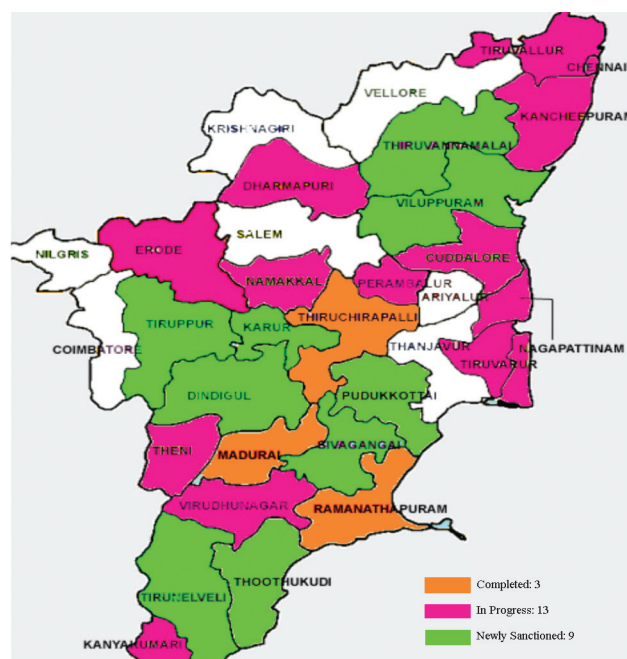 TIRUVALLUR
CHENNAI
VELLORE
KANCHEEPURAM
KRISHNAGIRI
THIRUVANNAMALAI
DHARMAPURI
VILUPPURAM
SALEM
ERODE
NILGRIS
CUDDALORE
NAMAKKAL
PERAMBALUR
ARIYALUR
THIRUCHIRAPALLI
TIRUPPUR
KARUR
COIMBATORE
THANJAVUR
NAGAPATTINAM
TIRUVARUR
DINDIGUL
PUDUKKOTTAI
SIVAGANGAI
THENI
MADURAI
VIRUDHUNAGAR
RAMANATHAPURAM
THOOTHUKUDI
TIRUNELVELI
KANYAKUMARI
Completed: 3
In Progress: 13
Newly Sanctioned: 9